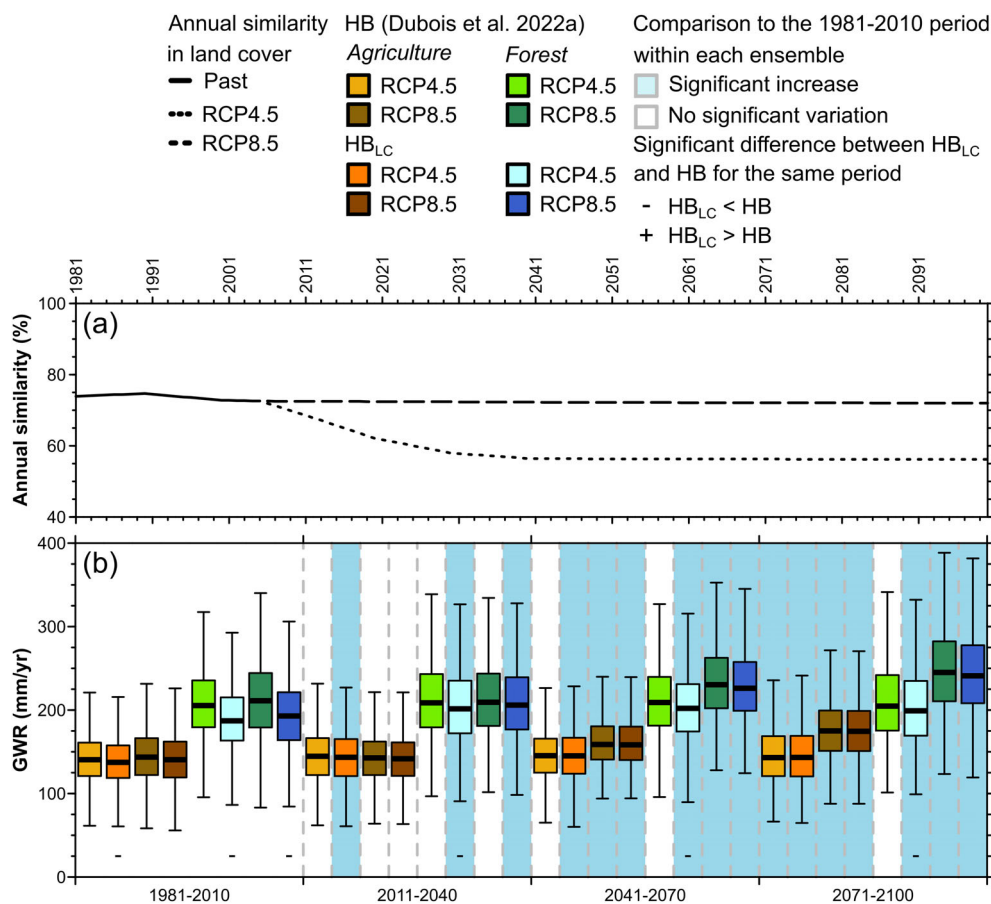 Annual similarity
in land cover
Past
RCP4.5
RCP8.5
HB (Dubois et al. 2022a)
Agriculture Forest
RCP4.5 RCP4.5
RCP8.5 RCP8.5
HBLC
RCP4.5 RCP4.5
RCP8.5 RCP8.5
Comparison to the 1981-2010 period
within each ensemble
Significant increase
No significant variation
Significant difference between HBLC
and HB for the same period
- HBLC < HB
+ HBLC > HB
1981 1991 2001 2011 2021 2031 2041 2051 2061 2071 2081 2091
(a)
Annual similarity (%)
100
80
60
40
(b)
GWR (mm/yr)
400
300
200
100
0
- - - - - -
1981-2010 2011-2040 2041-2070 2071-2100